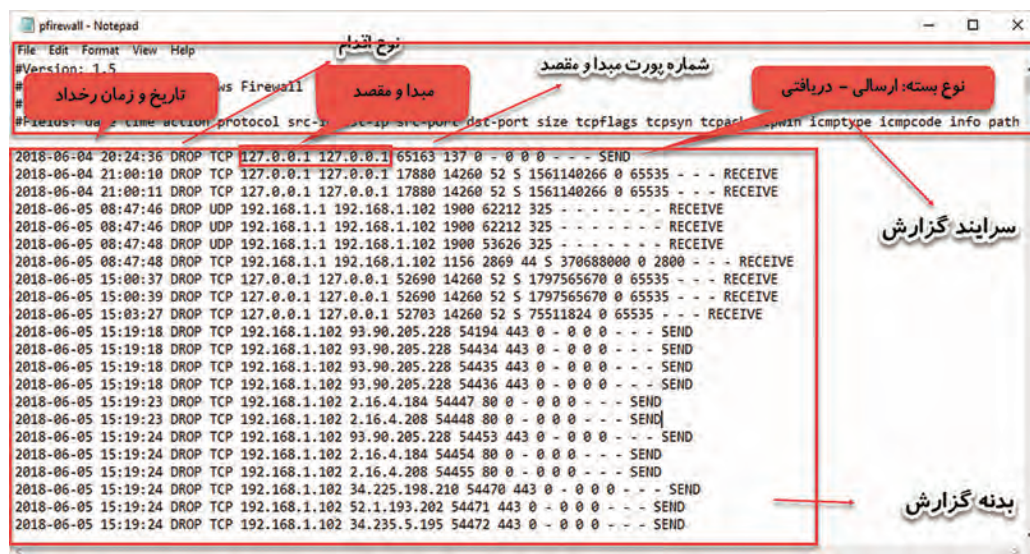 pfirewall - Notepad
File Edit Format View Help
#Version: 1.5
نوع اقدام
شماره پورت مبدا و مقصد
ws Firewall
تاریخ و زمان رخداد
مبدا و مقصد
نوع بسته: ارسالی - دریافتی
#Fields: time action protocol src-port dst-port size tcpflags tcpsyn icmptype icmpcode info path
2018-06-04 20:24:36 DROP TCP 127.0.0.1 127.0.0.1 65163 137 0 - 0 0 0 - - - SEND
2018-06-04 21:00:10 DROP TCP 127.0.0.1 127.0.0.1 17880 14260 52 S 1561140266 0 65535 - - - RECEIVE
2018-06-04 21:00:11 DROP TCP 127.0.0.1 127.0.0.1 17880 14260 52 S 1561140266 0 65535 - - - RECEIVE
2018-06-05 08:47:46 DROP UDP 192.168.1.1 192.168.1.102 1900 62212 325 - - - - - - - RECEIVE
2018-06-05 08:47:46 DROP UDP 192.168.1.1 192.168.1.102 1900 62212 325 - - - - - - - RECEIVE
2018-06-05 08:47:48 DROP UDP 192.168.1.1 192.168.1.102 1900 53626 325 - - - - - - - RECEIVE
2018-06-05 08:47:48 DROP TCP 192.168.1.1 192.168.1.102 1156 2869 44 S 370688000 0 2800 - - - RECEIVE
2018-06-05 15:00:37 DROP TCP 127.0.0.1 127.0.0.1 52690 14260 52 S 1797565670 0 65535 - - - RECEIVE
2018-06-05 15:00:39 DROP TCP 127.0.0.1 127.0.0.1 52690 14260 52 S 1797565670 0 65535 - - - RECEIVE
2018-06-05 15:03:27 DROP TCP 127.0.0.1 127.0.0.1 52703 14260 52 S 75511824 0 65535 - - - RECEIVE
2018-06-05 15:19:18 DROP TCP 192.168.1.102 93.90.205.228 54194 443 0 - 0 0 0 - - - SEND
2018-06-05 15:19:18 DROP TCP 192.168.1.102 93.90.205.228 54434 443 0 - 0 0 0 - - - SEND
2018-06-05 15:19:18 DROP TCP 192.168.1.102 93.90.205.228 54435 443 0 - 0 0 0 - - - SEND
2018-06-05 15:19:18 DROP TCP 192.168.1.102 93.90.205.228 54436 443 0 - 0 0 0 - - - SEND
2018-06-05 15:19:23 DROP TCP 192.168.1.102 2.16.4.184 54447 80 0 - 0 0 0 - - - SEND
2018-06-05 15:19:23 DROP TCP 192.168.1.102 2.16.4.208 54448 80 0 - 0 0 0 - - - SEND
2018-06-05 15:19:24 DROP TCP 192.168.1.102 93.90.205.228 54453 443 0 - 0 0 0 - - - SEND
2018-06-05 15:19:24 DROP TCP 192.168.1.102 2.16.4.184 54454 80 0 - 0 0 0 - - - SEND
2018-06-05 15:19:24 DROP TCP 192.168.1.102 2.16.4.208 54455 80 0 - 0 0 0 - - - SEND
2018-06-05 15:19:24 DROP TCP 192.168.1.102 34.225.198.210 54470 443 0 - 0 0 0 - - - SEND
2018-06-05 15:19:24 DROP TCP 192.168.1.102 52.1.193.202 54471 443 0 - 0 0 0 - - - SEND
2018-06-05 15:19:24 DROP TCP 192.168.1.102 34.235.5.195 54472 443 0 - 0 0 0 - - - SEND
سرایند گزارش
بدنه گزارش